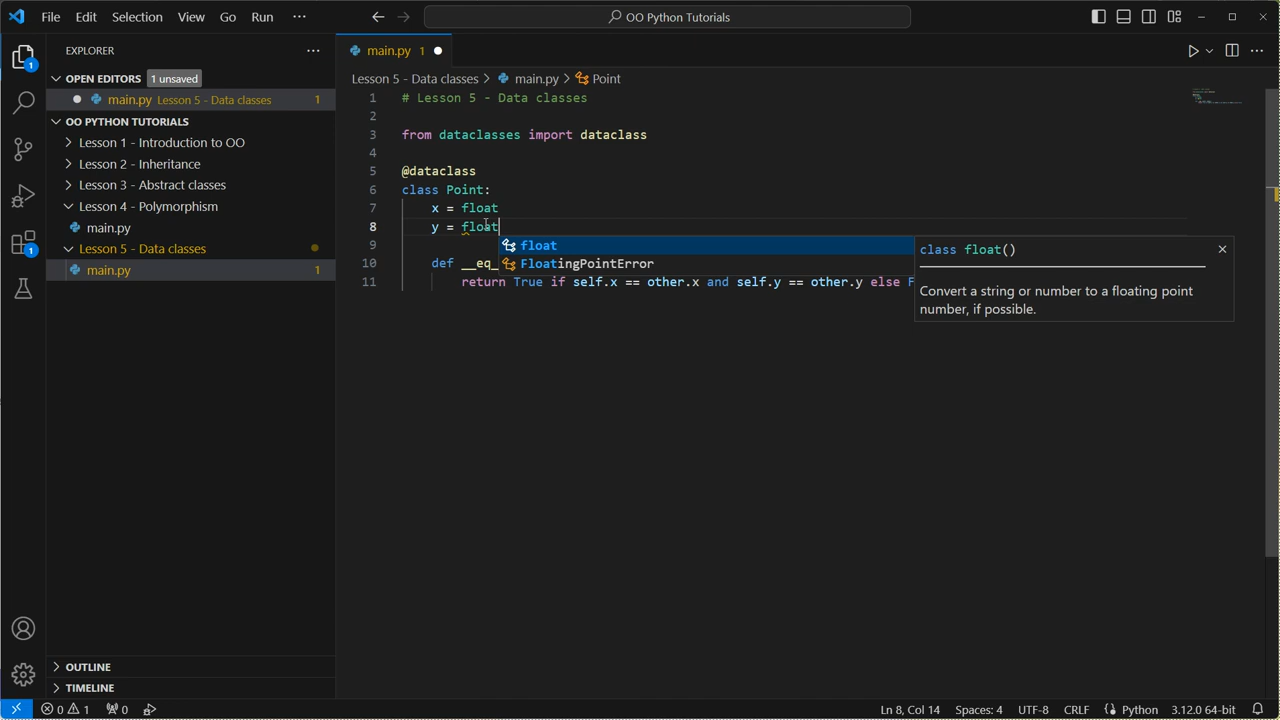 File Edit Selection View Go Run ··· OO Python Tutorials
EXPLORER ···
OPEN EDITORS 1 unsaved
main.py Lesson 5 - Data classes 1
OO PYTHON TUTORIALS
Lesson 1 - Introduction to OO
Lesson 2 - Inheritance
Lesson 3 - Abstract classes
Lesson 4 - Polymorphism
main.py
Lesson 5 - Data classes
main.py 1
OUTLINE
TIMELINE
1
1
main.py 1
Lesson 5 - Data classes > main.py > Point
1 # Lesson 5 - Data classes
2
3 from dataclasses import dataclass
4
5 @dataclass
6 class Point:
7 x = float
8 y = float
9
10 def __eq_
11 return True if self.x == other.x and self.y == other.y else F
float
FloatingPointError
class float()
Convert a string or number to a floating point
number, if possible.
0 1 0 Ln 8, Col 14 Spaces: 4 UTF-8 CRLF Python 3.12.0 64-bit